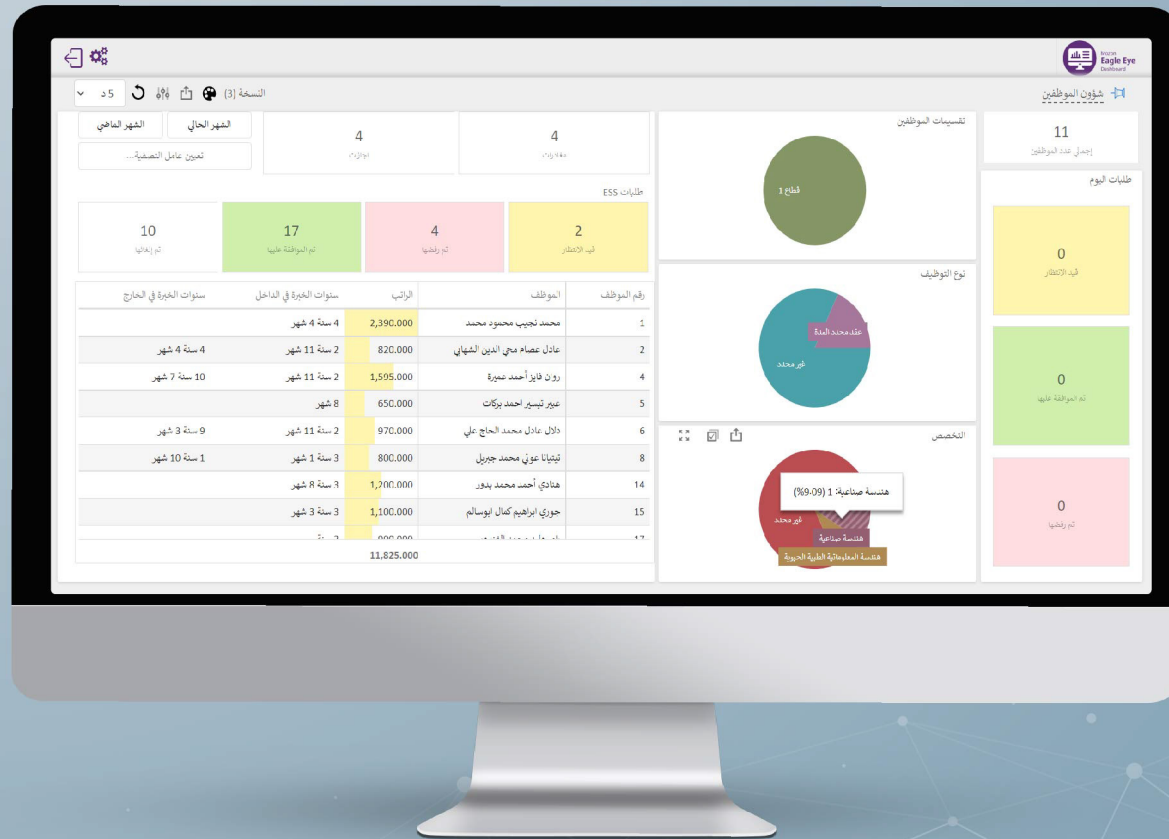 Eagle Eye
Dashboard
شؤون الموظفين
النسخة (3)
5 د
11
إجمالي عدد الموظفين
طلبات اليوم
0
قيد الانتظار
0
تم الموافقة عليها
0
تم رفضها
تقسيمات الموظفين
قطاع 1
نوع التوظيف
عقد محدد المدة
غير محدد
التخصص
هندسة صناعية: 1 (9.09%)
غير محدد
هندسة صناعية
هندسة المعلوماتية الطبية الحيوية
4
مغادرات
4
اجازات
الشهر الحالي
الشهر الماضي
تعيين عامل التصفية...
طلبات ESS
2
قيد الانتظار
4
تم رفضها
17
تم الموافقة عليها
10
تم إلغائها
رقم الموظف الموظف الراتب سنوات الخبرة في الداخل سنوات الخبرة في الخارج
1 محمد نجيب محمود محمد 2,390.000 4 سنة 4 شهر
2 عادل عصام محي الدين الشهابي 820.000 2 سنة 11 شهر 4 سنة 4 شهر
4 روان فايز أحمد عميرة 1,595.000 2 سنة 11 شهر 10 سنة 7 شهر
5 عبير تيسير احمد بركات 650.000 8 شهر
6 دلال عادل محمد الحاج علي 970.000 2 سنة 11 شهر 9 سنة 3 شهر
8 تيتيانا عوني محمد جبريل 800.000 3 سنة 1 شهر 1 سنة 10 شهر
14 هنادي أحمد محمد بدور 1,200.000 3 سنة 8 شهر
15 جوري ابراهيم كمال ابوسالم 1,100.000 3 سنة 3 شهر
11,825.000